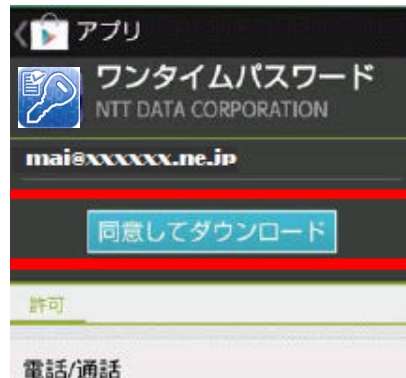 アプリ
ワンタイムパスワード
NTT DATA CORPORATION
mai@xxxxxx.ne.jp
同意してダウンロード
許可
電話/通話